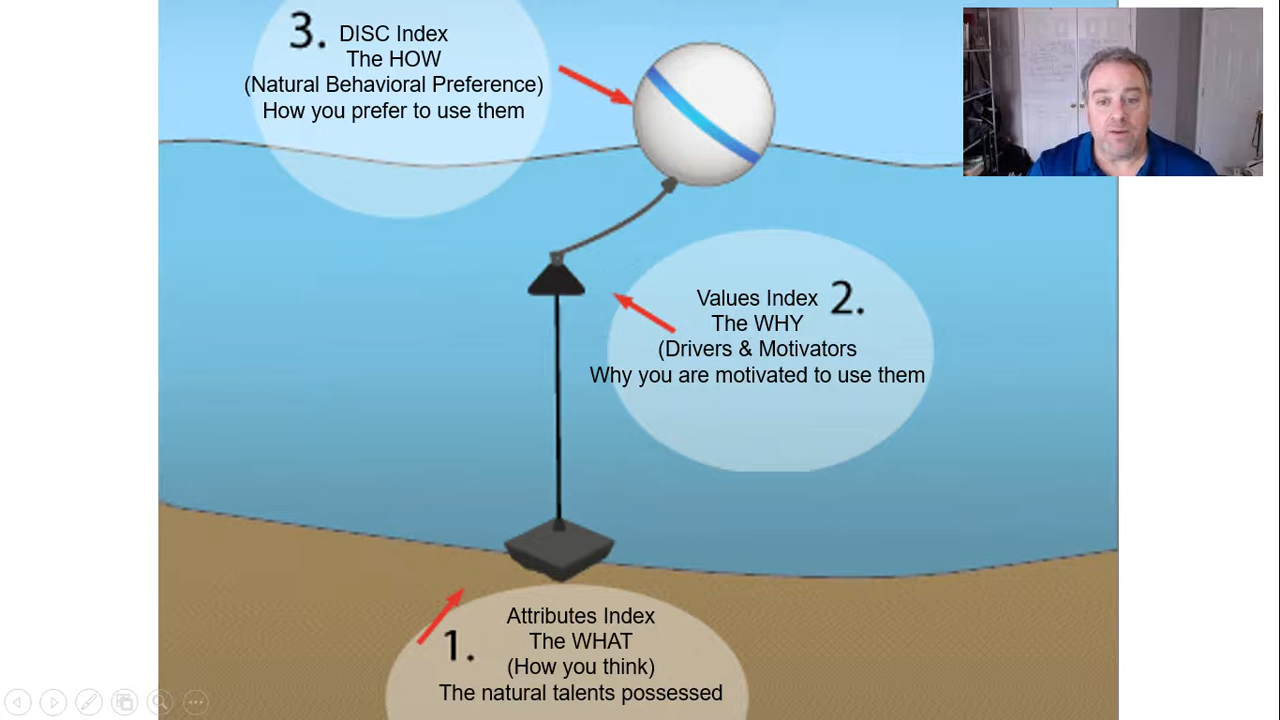 3.
DISC Index
The HOW
(Natural Behavioral Preference)
How you prefer to use them
Values Index
2.
The WHY
(Drivers & Motivators
Why you are motivated to use them
Attributes Index
1.
The WHAT
(How you think)
The natural talents possessed